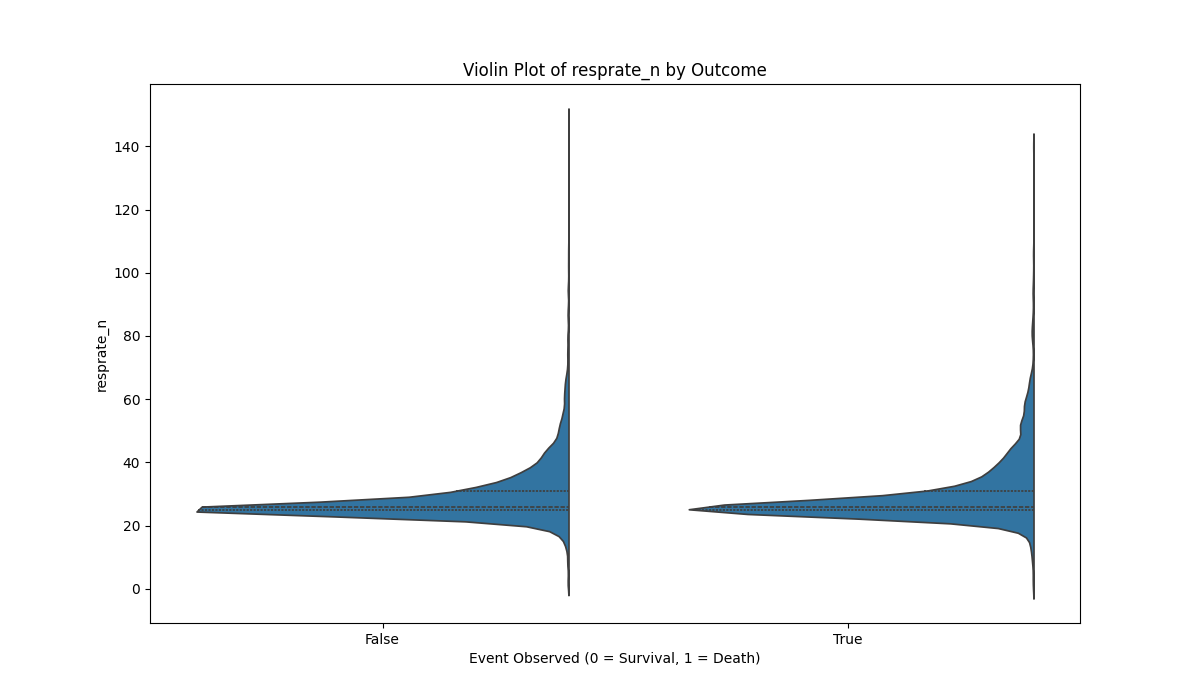 Violin Plot of resprate_n by Outcome
140
120
100
80
60
40
20
0
resprate_n
False
True
Event Observed (0 = Survival, 1 = Death)